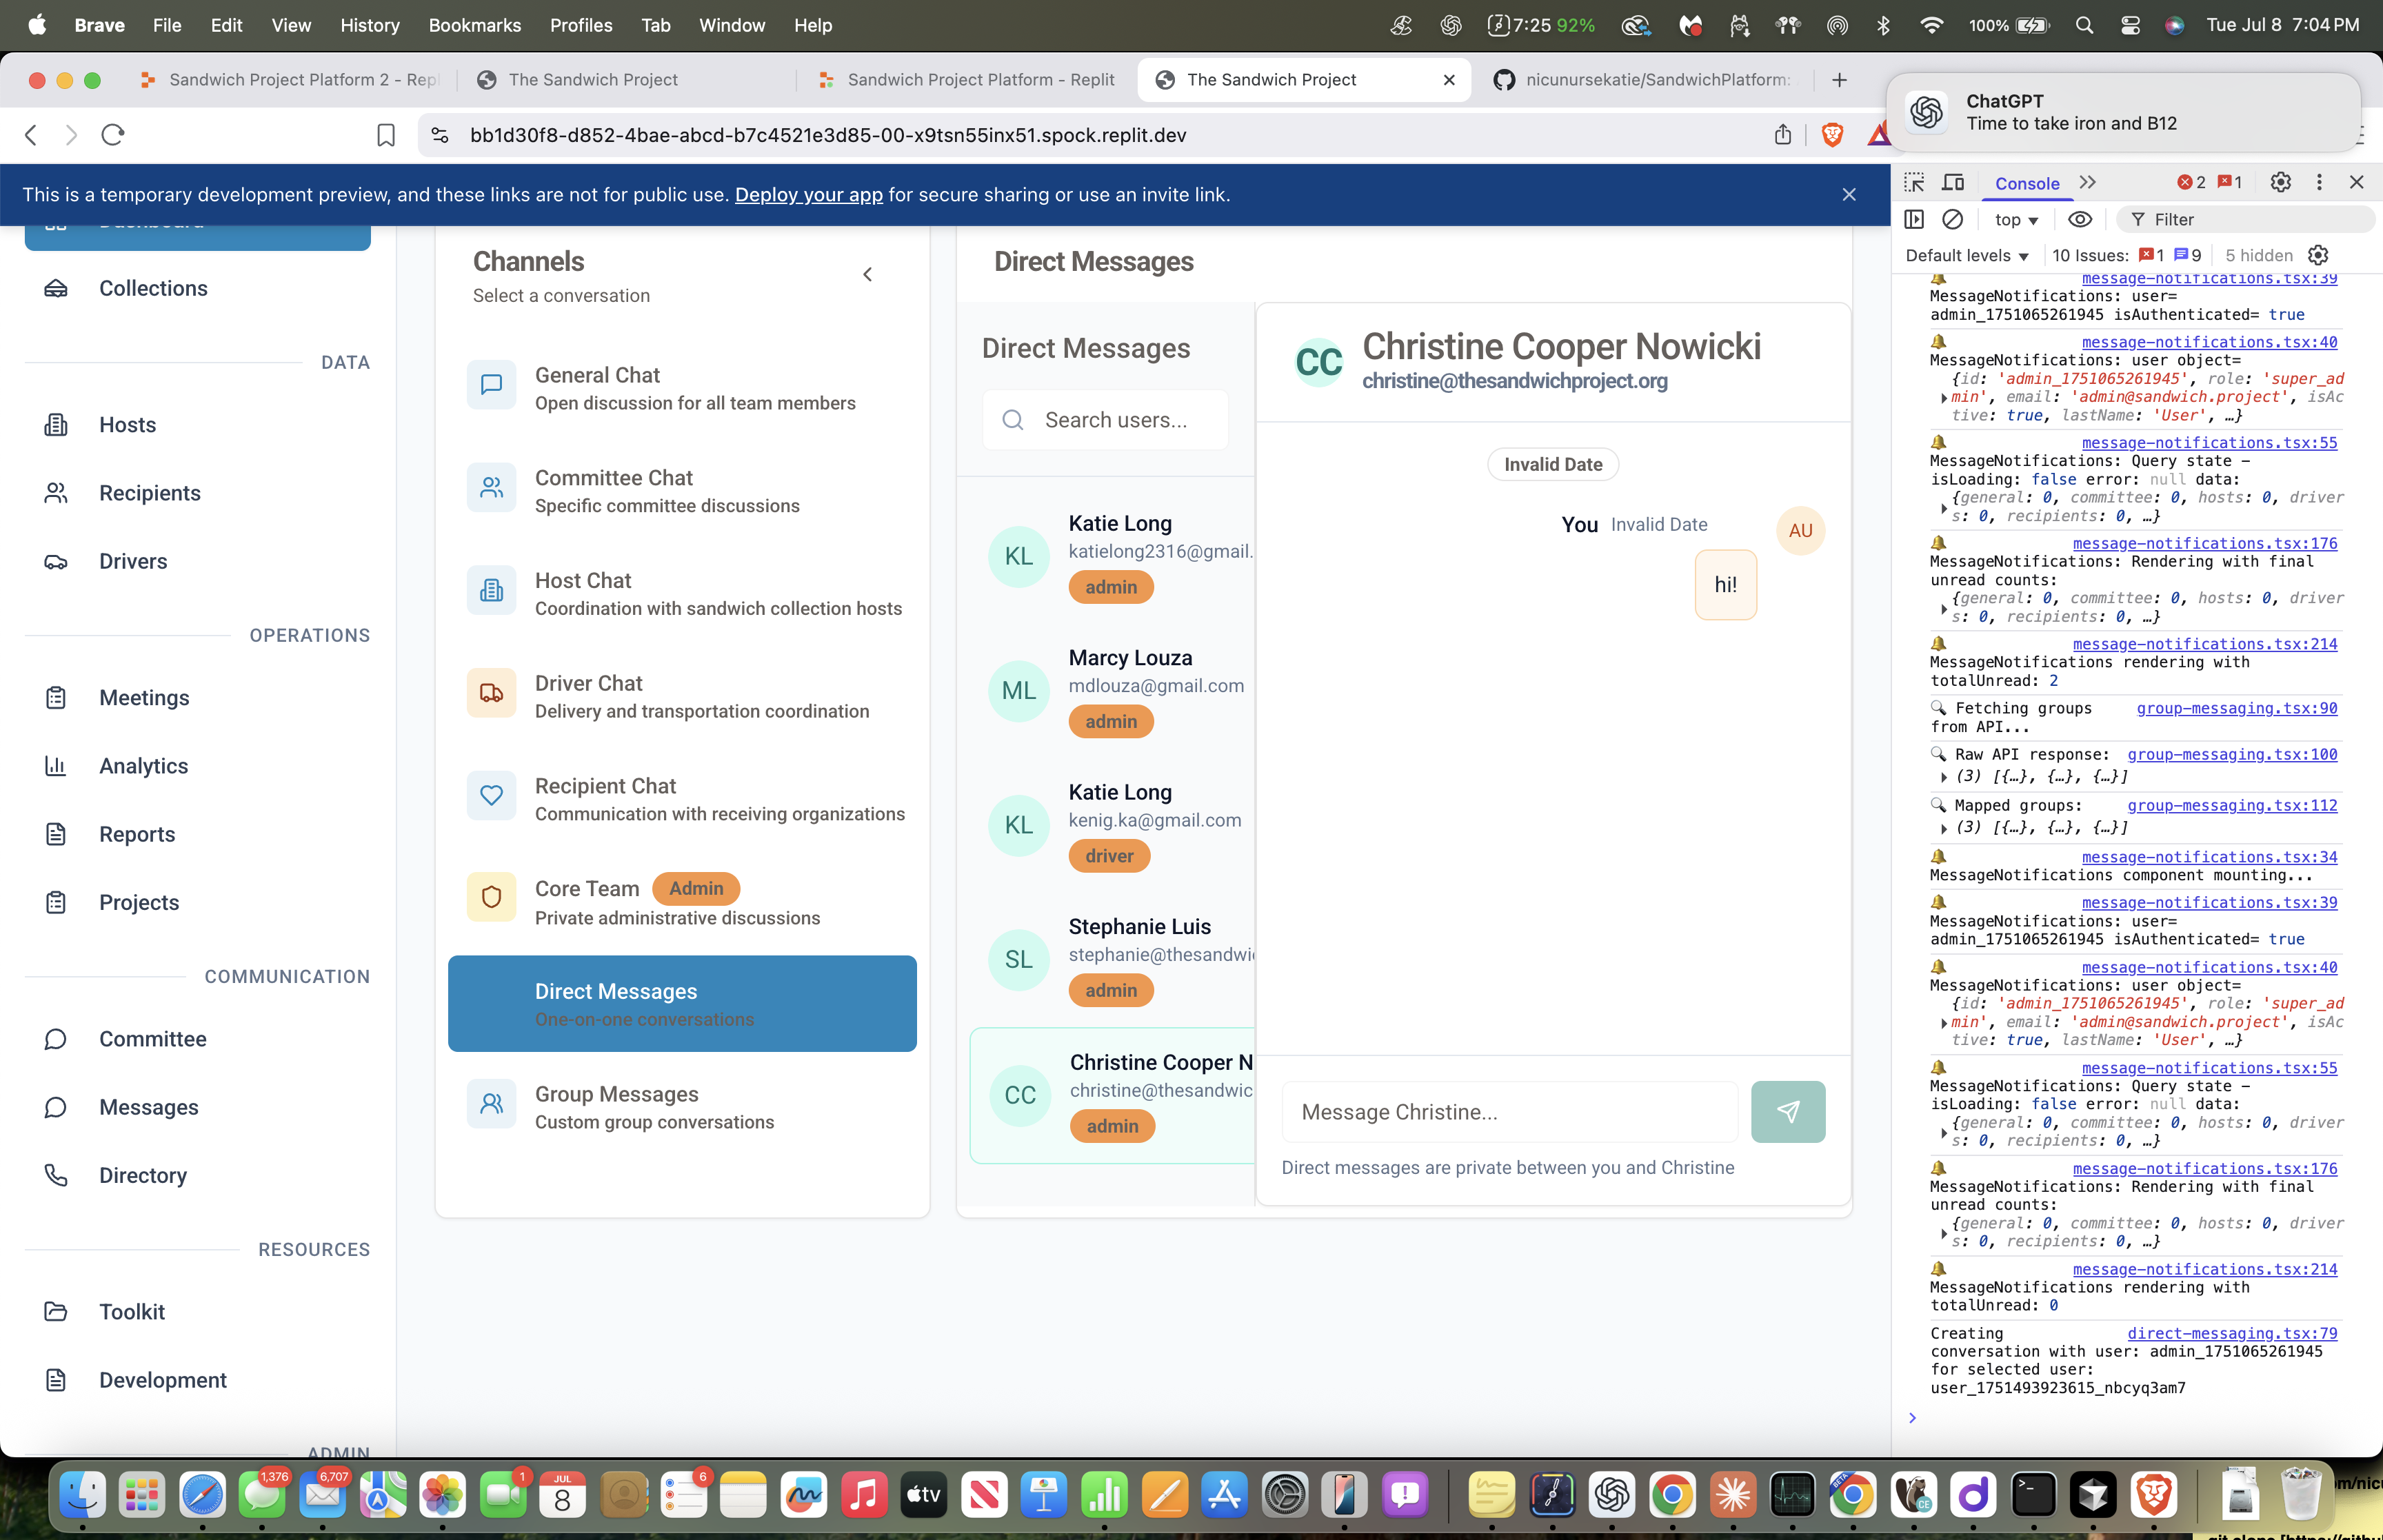 Brave File Edit View History Bookmarks Profiles Tab Window Help 7:25 92% 100% Tue Jul 8 7:04 PM
Sandwich Project Platform 2 - Repl
The Sandwich Project
Sandwich Project Platform - Replit
The Sandwich Project
nicunursekatie/SandwichPlatform:
ChatGPT
Time to take iron and B12
bb1d30f8-d852-4bae-abcd-b7c4521e3d85-00-x9tsn55inx51.spock.replit.dev
This is a temporary development preview, and these links are not for public use. Deploy your app for secure sharing or use an invite link.
Dashboard
Collections
DATA
Hosts
Recipients
Drivers
OPERATIONS
Meetings
Analytics
Reports
Projects
COMMUNICATION
Committee
Messages
Directory
RESOURCES
Toolkit
Development
ADMIN
Channels
Select a conversation
General Chat
Open discussion for all team members
Committee Chat
Specific committee discussions
Host Chat
Coordination with sandwich collection hosts
Driver Chat
Delivery and transportation coordination
Recipient Chat
Communication with receiving organizations
Core Team Admin
Private administrative discussions
Direct Messages
One-on-one conversations
Group Messages
Custom group conversations
Direct Messages
Direct Messages
Search users...
KL
Katie Long
katielong2316@gmail.
admin
ML
Marcy Louza
mdlouza@gmail.com
admin
KL
Katie Long
kenig.ka@gmail.com
driver
SL
Stephanie Luis
stephanie@thesandwi
admin
CC
Christine Cooper N
christine@thesandwic
admin
CC
Christine Cooper Nowicki
christine@thesandwichproject.org
Invalid Date
You Invalid Date
AU
hi!
Message Christine...
Direct messages are private between you and Christine
Console 2 1
top Filter
Default levels 10 Issues: 1 9 5 hidden
message-notifications.tsx:39
MessageNotifications: user=
admin_1751065261945 isAuthenticated= true
message-notifications.tsx:40
MessageNotifications: user object=
{id: 'admin_1751065261945', role: 'super_ad
min', email: 'admin@sandwich.project', isAc
tive: true, lastName: 'User', …}
message-notifications.tsx:55
MessageNotifications: Query state -
isLoading: false error: null data:
{general: 0, committee: 0, hosts: 0, driver
s: 0, recipients: 0, …}
message-notifications.tsx:176
MessageNotifications: Rendering with final
unread counts:
{general: 0, committee: 0, hosts: 0, driver
s: 0, recipients: 0, …}
message-notifications.tsx:214
MessageNotifications rendering with
totalUnread: 2
Fetching groups group-messaging.tsx:90
from API...
Raw API response: group-messaging.tsx:100
(3) [{…}, {…}, {…}]
Mapped groups: group-messaging.tsx:112
(3) [{…}, {…}, {…}]
message-notifications.tsx:34
MessageNotifications component mounting...
message-notifications.tsx:39
MessageNotifications: user=
admin_1751065261945 isAuthenticated= true
message-notifications.tsx:40
MessageNotifications: user object=
{id: 'admin_1751065261945', role: 'super_ad
min', email: 'admin@sandwich.project', isAc
tive: true, lastName: 'User', …}
message-notifications.tsx:55
MessageNotifications: Query state -
isLoading: false error: null data:
{general: 0, committee: 0, hosts: 0, driver
s: 0, recipients: 0, …}
message-notifications.tsx:176
MessageNotifications: Rendering with final
unread counts:
{general: 0, committee: 0, hosts: 0, driver
s: 0, recipients: 0, …}
message-notifications.tsx:214
MessageNotifications rendering with
totalUnread: 0
Creating direct-messaging.tsx:79
conversation with user: admin_1751065261945
for selected user:
user_1751493923615_nbcyq3am7
1,376
6,707
1
JUL
8
6
tv
BETA
CE
om/nic